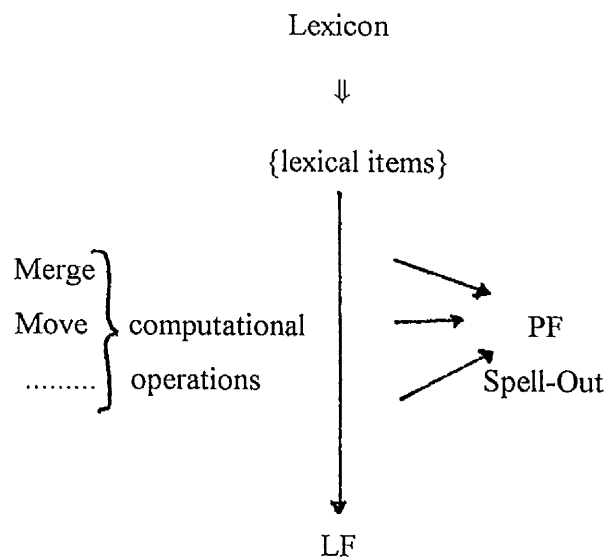 Lexicon
⇓
{lexical items}
Merge
Move } computational
......... operations
PF
Spell-Out
LF